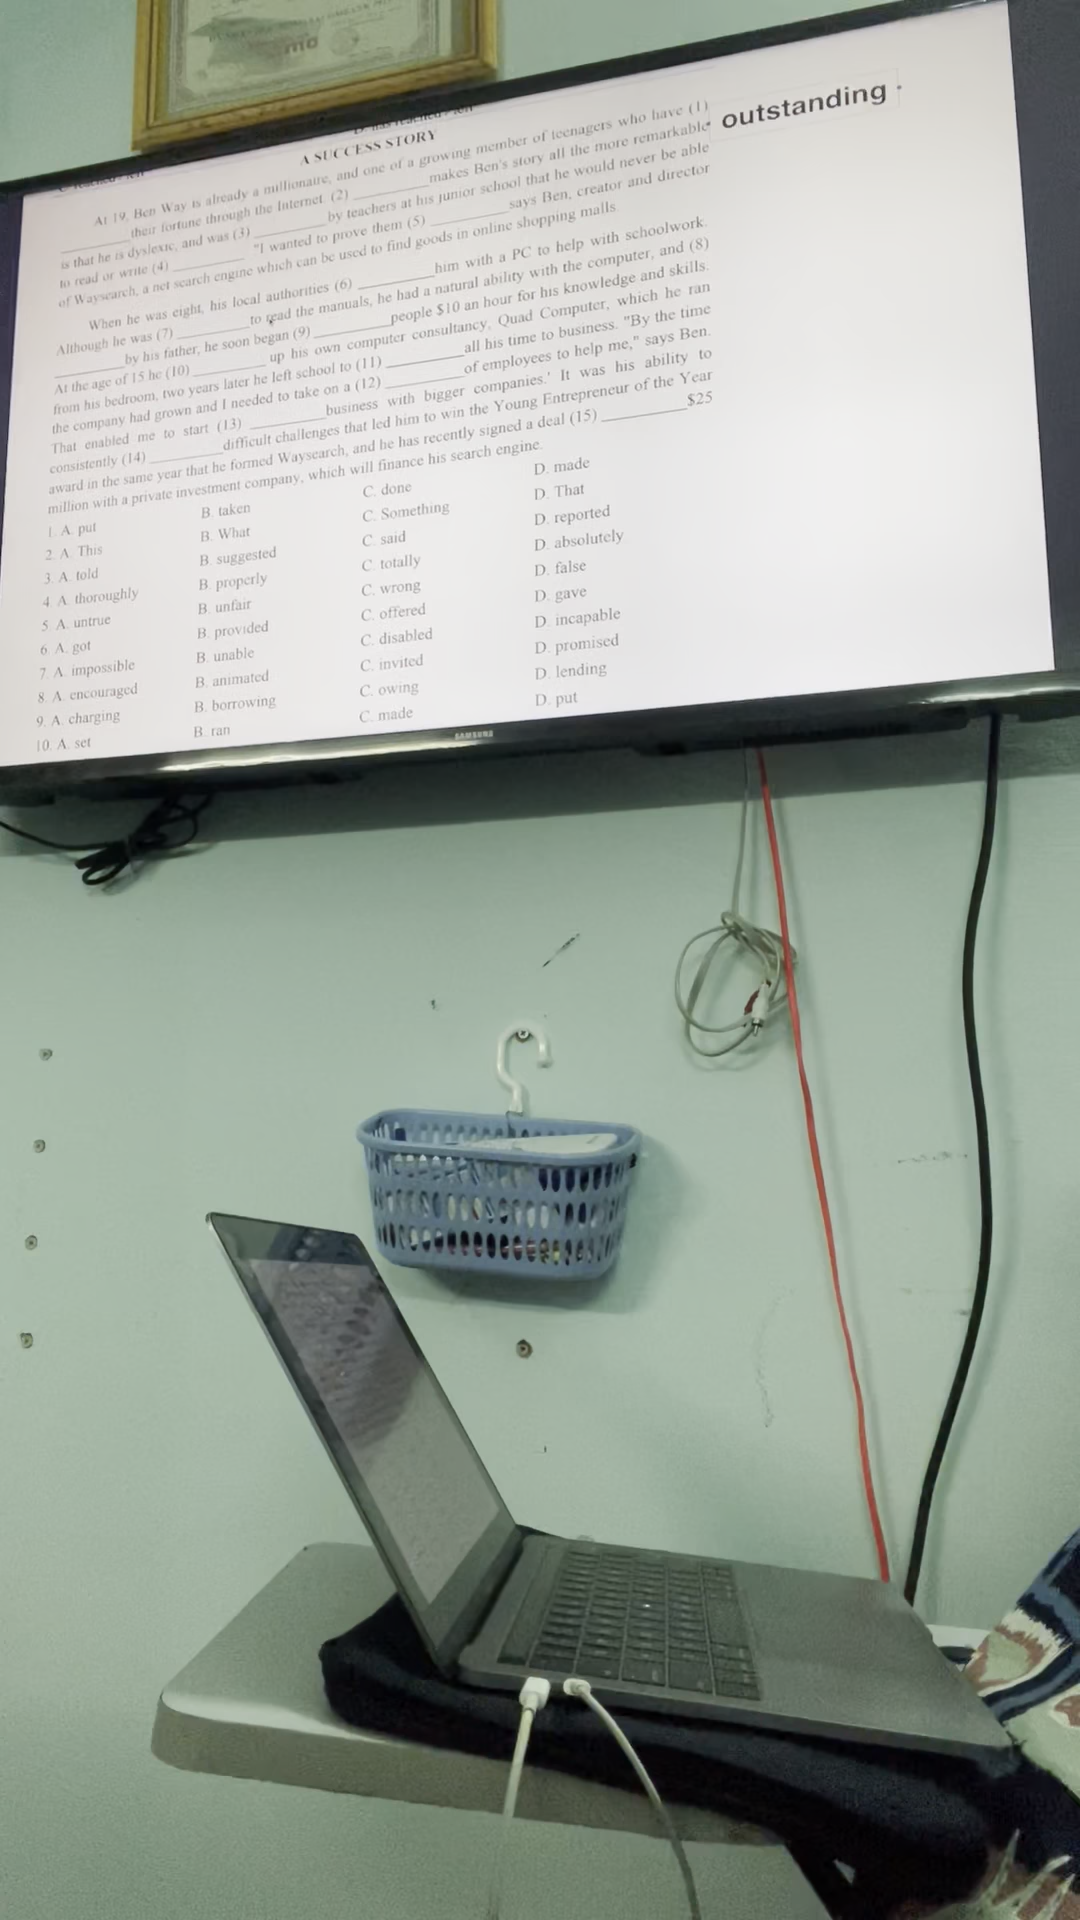 A SUCCESS STORY
outstanding
At 19, Ben Way is already a millionaire, and one of a growing member of teenagers who have (1)
________ their fortune through the Internet. (2) ________ makes Ben's story all the more remarkable
is that he is dyslexic, and was (3) ________ by teachers at his junior school that he would never be able
to read or write (4) ________ "I wanted to prove them (5) ________ says Ben, creator and director
of Waysearch, a net search engine which can be used to find goods in online shopping malls
When he was eight, his local authorities (6) ________ him with a PC to help with schoolwork.
Although he was (7) ________ to read the manuals, he had a natural ability with the computer, and (8)
________ by his father, he soon began (9) ________ people $10 an hour for his knowledge and skills.
At the age of 15 he (10) ________ up his own computer consultancy, Quad Computer, which he ran
from his bedroom, two years later he left school to (11) ________ all his time to business. "By the time
the company had grown and I needed to take on a (12) ________ of employees to help me," says Ben.
That enabled me to start (13) ________ business with bigger companies.' It was his ability to
consistently (14) ________ difficult challenges that led him to win the Young Entrepreneur of the Year
award in the same year that he formed Waysearch, and he has recently signed a deal (15) ________ $25
million with a private investment company, which will finance his search engine.
1. A. put B. taken C. done D. made
2. A. This B. What C. Something D. That
3. A. told B. suggested C. said D. reported
4. A. thoroughly B. properly C. totally D. absolutely
5. A. untrue B. unfair C. wrong D. false
6. A. got B. provided C. offered D. gave
7. A. impossible B. unable C. disabled D. incapable
8. A. encouraged B. animated C. invited D. promised
9. A. charging B. borrowing C. owing D. lending
10. A. set B. ran C. made D. put
SAMSUNG